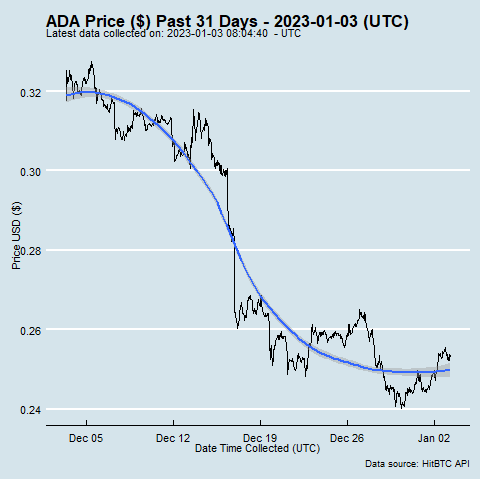 ADA Price ($) Past 31 Days - 2023-01-03 (UTC)
Latest data collected on: 2023-01-03 08:04:40 - UTC
0.32
0.30
0.28
0.26
0.24
Price USD ($)
Dec 05 Dec 12 Dec 19 Dec 26 Jan 02
Date Time Collected (UTC)
Data source: HitBTC API